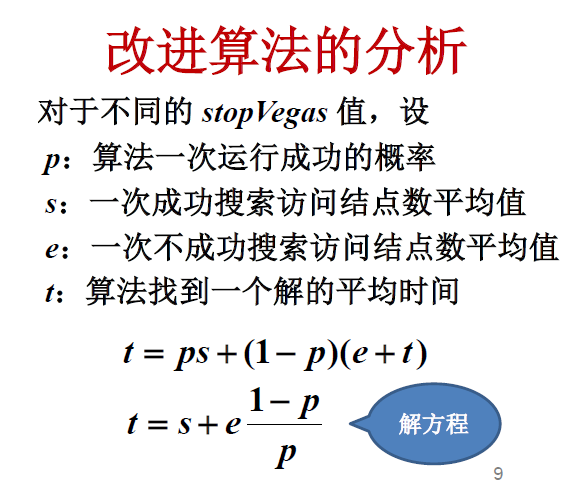 改进算法的分析
对于不同的 stopVegas 值，设
p：算法一次运行成功的概率
s：一次成功搜索访问结点数平均值
e：一次不成功搜索访问结点数平均值
t：算法找到一个解的平均时间
t = ps + (1 − p)(e + t)
t = s + e \frac{1 − p}{p}
解方程
9